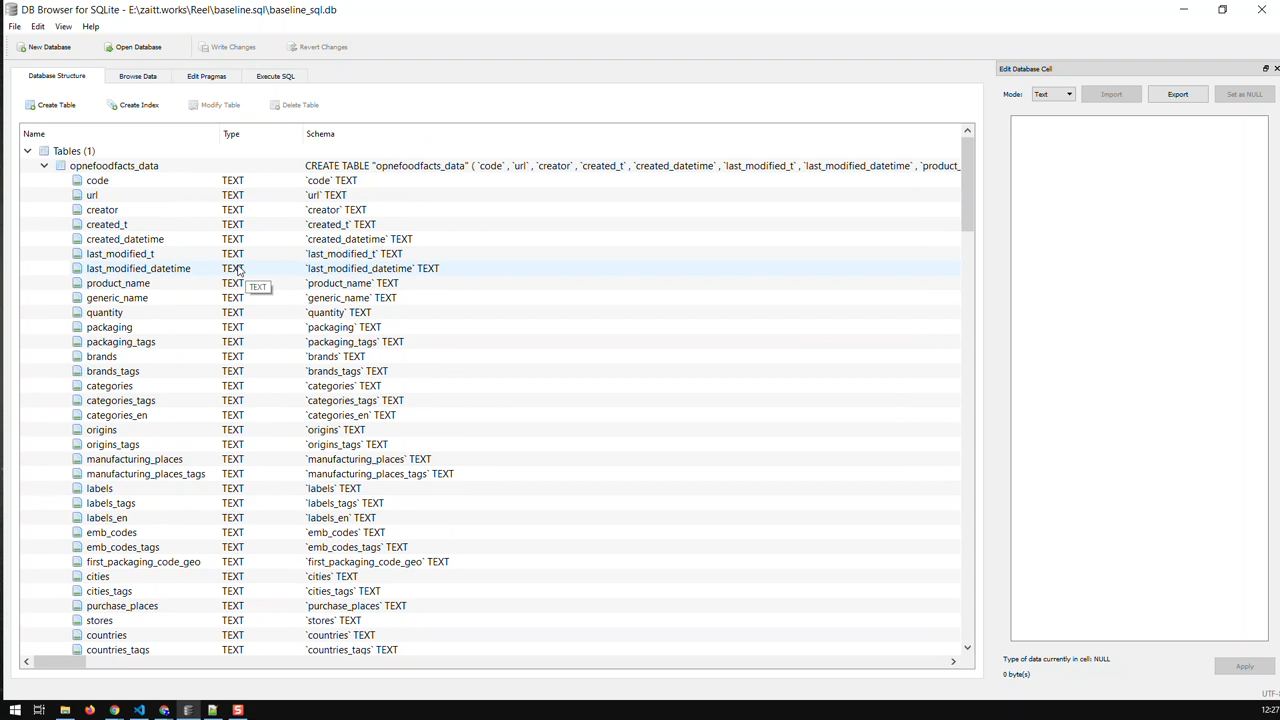 DB Browser for SQLite - E:\zaitt.works\Reel\baseline.sql\baseline_sql.db
File Edit View Help
New Database Open Database Write Changes Revert Changes
Database Structure Browse Data Edit Pragmas Execute SQL
Edit Database Cell
Mode: Text Import Export Set as NULL
Create Table Create Index Modify Table Delete Table
Name Type Schema
Tables (1)
opnefoodfacts_data CREATE TABLE "opnefoodfacts_data" ( `code` , `url` , `creator` , `created_t` , `created_datetime` , `last_modified_t` , `last_modified_datetime` , `product_
code TEXT `code` TEXT
url TEXT `url` TEXT
creator TEXT `creator` TEXT
created_t TEXT `created_t` TEXT
created_datetime TEXT `created_datetime` TEXT
last_modified_t TEXT `last_modified_t` TEXT
last_modified_datetime TEXT `last_modified_datetime` TEXT
product_name TEXT `product_name` TEXT
TEXT
generic_name TEXT `generic_name` TEXT
quantity TEXT `quantity` TEXT
packaging TEXT `packaging` TEXT
packaging_tags TEXT `packaging_tags` TEXT
brands TEXT `brands` TEXT
brands_tags TEXT `brands_tags` TEXT
categories TEXT `categories` TEXT
categories_tags TEXT `categories_tags` TEXT
categories_en TEXT `categories_en` TEXT
origins TEXT `origins` TEXT
origins_tags TEXT `origins_tags` TEXT
manufacturing_places TEXT `manufacturing_places` TEXT
manufacturing_places_tags TEXT `manufacturing_places_tags` TEXT
labels TEXT `labels` TEXT
labels_tags TEXT `labels_tags` TEXT
labels_en TEXT `labels_en` TEXT
emb_codes TEXT `emb_codes` TEXT
emb_codes_tags TEXT `emb_codes_tags` TEXT
first_packaging_code_geo TEXT `first_packaging_code_geo` TEXT
cities TEXT `cities` TEXT
cities_tags TEXT `cities_tags` TEXT
purchase_places TEXT `purchase_places` TEXT
stores TEXT `stores` TEXT
countries TEXT `countries` TEXT
countries_tags TEXT `countries_tags` TEXT
Type of data currently in cell: NULL
0 byte(s)
Apply
UTF-
12:27